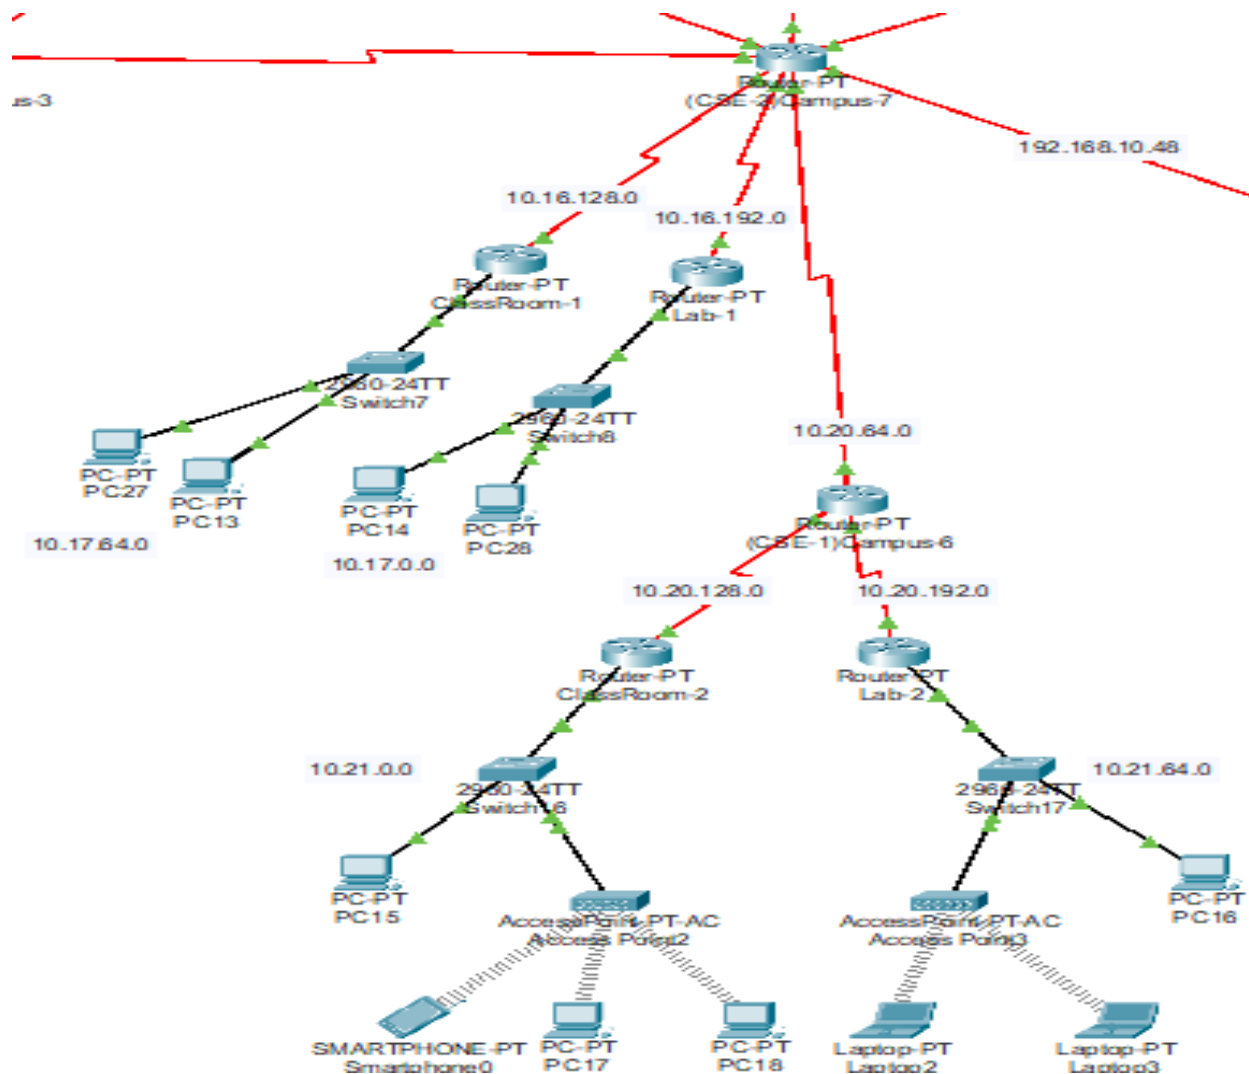 us-3
Router-PT
(CSE-2)Campus-7
192.168.10.48
10.16.128.0
10.16.192.0
Router-PT
ClassRoom-1
Router-PT
Lab-1
2960-24TT
Switch7
2960-24TT
Switch8
10.20.64.0
PC-PT
PC27
PC-PT
PC13
PC-PT
PC14
PC-PT
PC28
10.17.64.0
10.17.0.0
Router-PT
(CSE-1)Campus-6
10.20.128.0
10.20.192.0
Router-PT
ClassRoom-2
Router-PT
Lab-2
10.21.0.0
2960-24TT
Switch16
2960-24TT
Switch17
10.21.64.0
PC-PT
PC15
AccessPoint-PT-AC
Access Point2
AccessPoint-PT-AC
Access Point3
PC-PT
PC16
SMARTPHONE-PT
Smartphone0
PC-PT
PC17
PC-PT
PC18
Laptop-PT
Laptop2
Laptop-PT
Laptop3